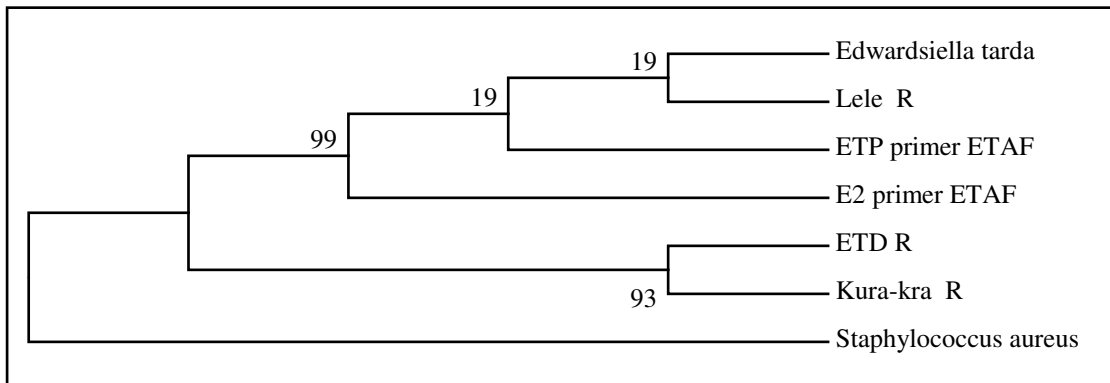 Edwardsiella tarda
19
Lele R
19
ETP primer ETAF
99
E2 primer ETAF
ETD R
Kura-kra R
93
Staphylococcus aureus